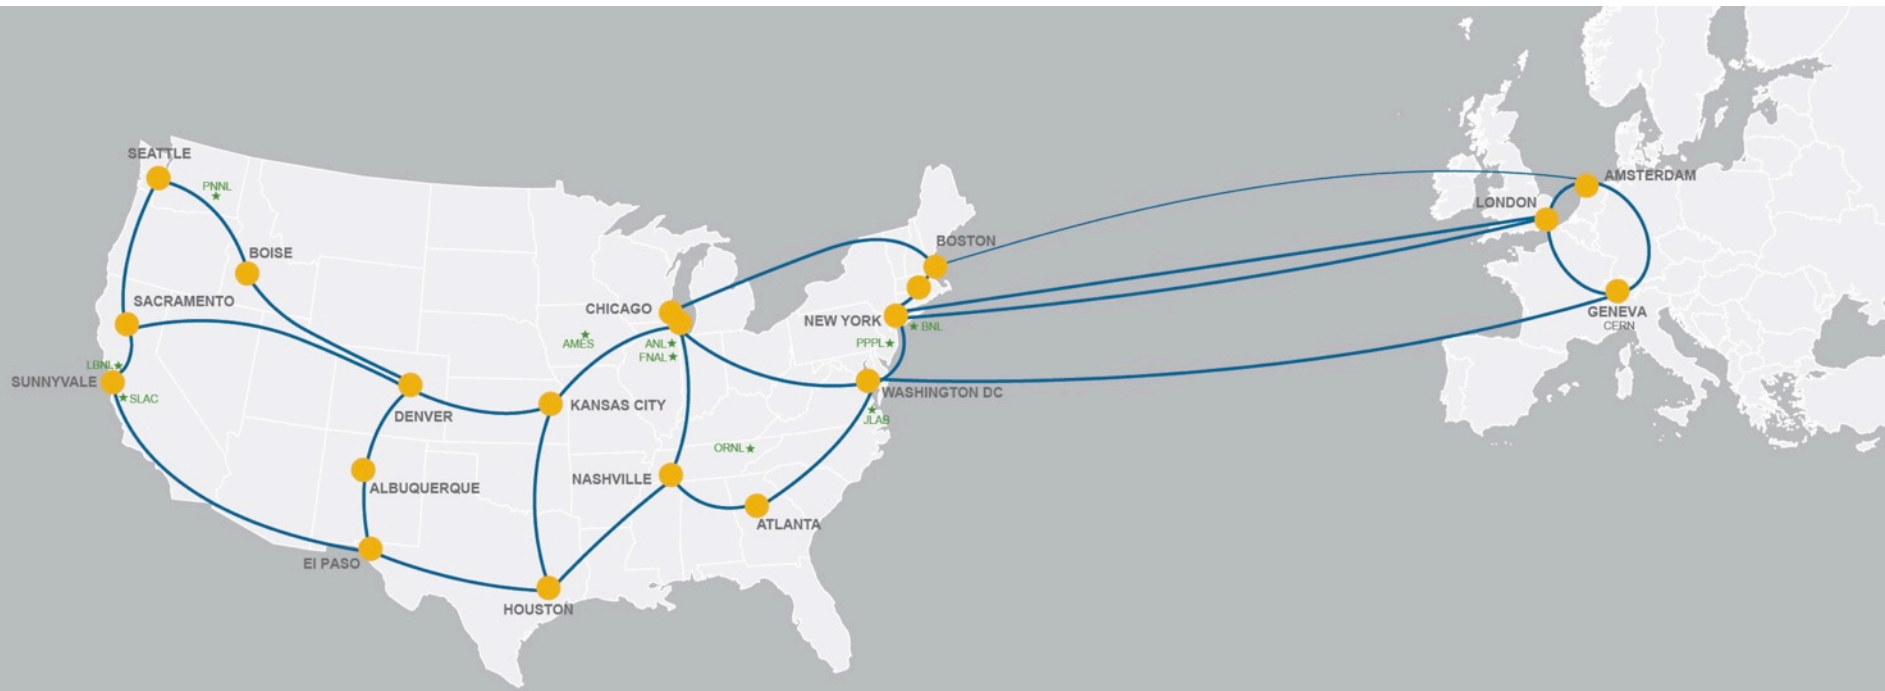 SEATTLE
PNNL
BOISE
SACRAMENTO
LBNL
SUNNYVALE
SLAC
DENVER
ALBUQUERQUE
El PASO
HOUSTON
KANSAS CITY
AMES
CHICAGO
ANL
FNAL
NASHVILLE
ORNL
ATLANTA
BOSTON
NEW YORK
BNL
PPPL
WASHINGTON DC
JLAB
AMSTERDAM
LONDON
GENEVA
CERN